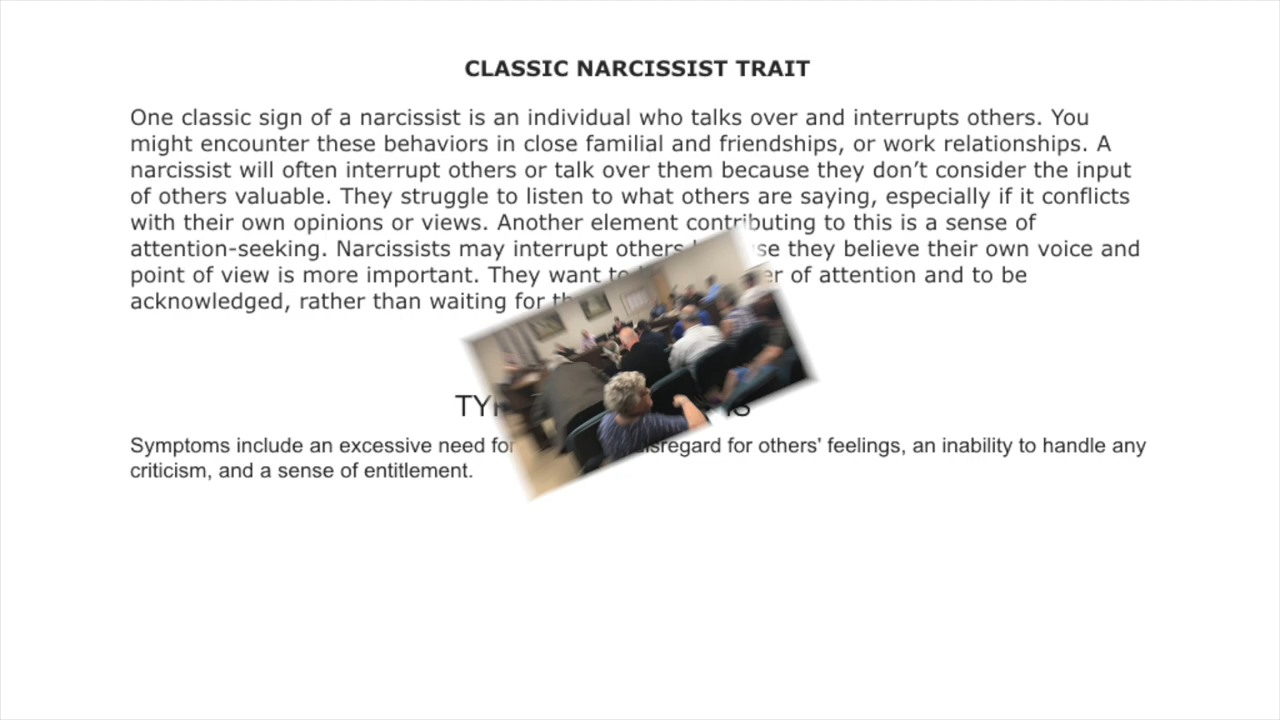 CLASSIC NARCISSIST TRAIT
One classic sign of a narcissist is an individual who talks over and interrupts others. You
might encounter these behaviors in close familial and friendships, or work relationships. A
narcissist will often interrupt others or talk over them because they don’t consider the input
of others valuable. They struggle to listen to what others are saying, especially if it conflicts
with their own opinions or views. Another element contributing to this is a sense of
attention-seeking. Narcissists may interrupt others they believe their own voice and
point of view is more important. They want of attention and to be
acknowledged, rather than waiting for
Symptoms include an excessive need for disregard for others' feelings, an inability to handle any
criticism, and a sense of entitlement.